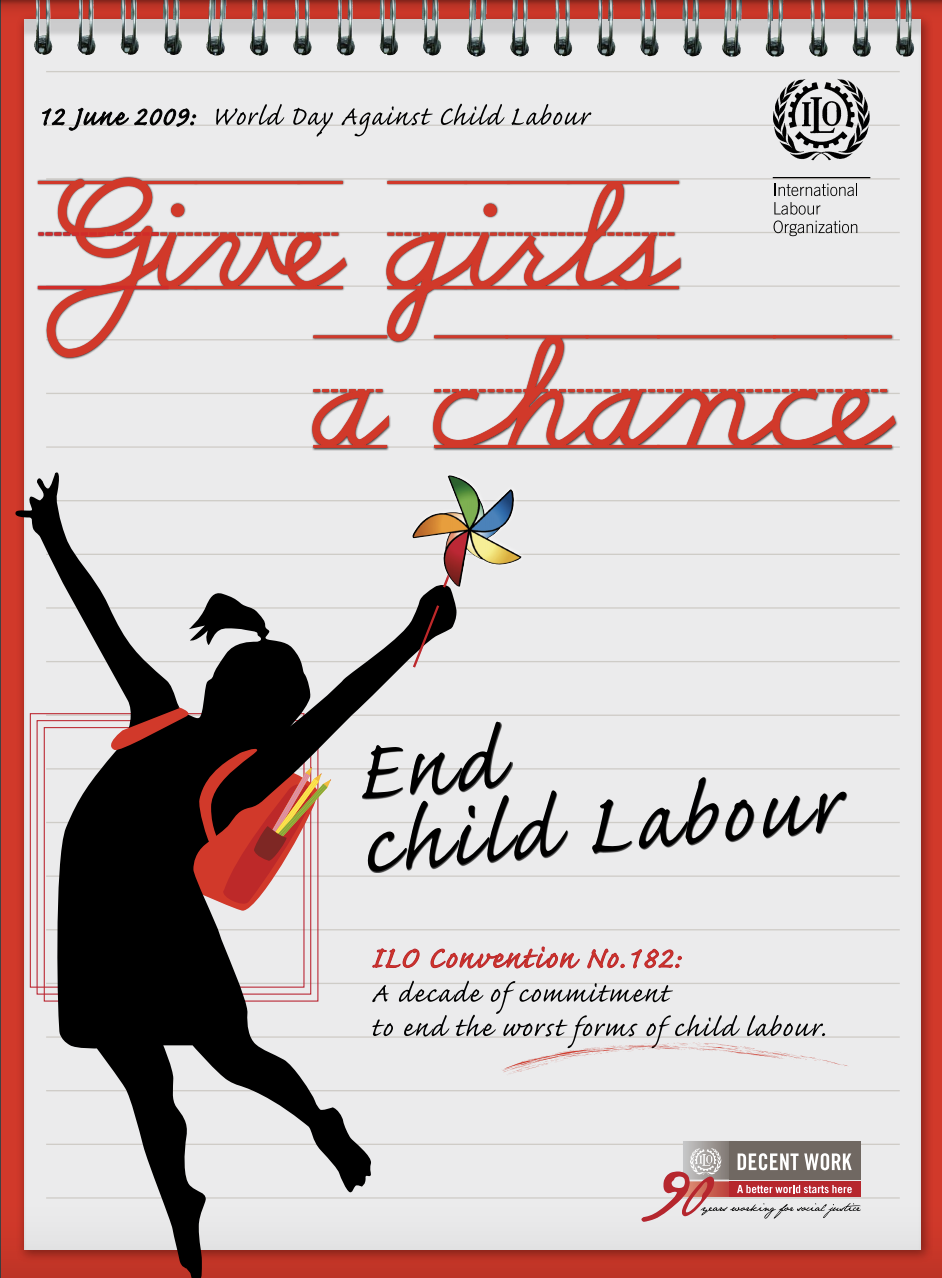 12 June 2009: World Day Against Child Labour
ILO
International
Labour
Organization
Give girls
a chance
End
child Labour
ILO Convention No.182:
A decade of commitment
to end the worst forms of child labour.
ILO
DECENT WORK
A better world starts here
90 years working for social justice